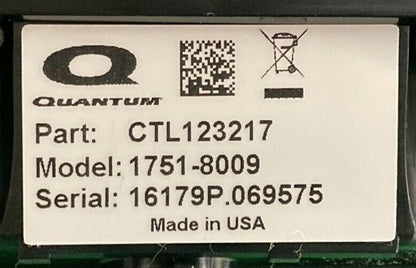 QUANTUM
Part: CTL123217
Model: 1751-8009
Serial: 16179P.069575
Made in USA